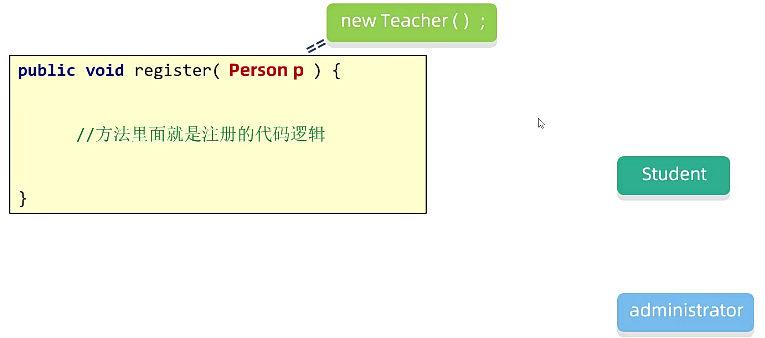 new Teacher ( ) ;
public void register( Person p ) {
//方法里面就是注册的代码逻辑
}
Student
administrator